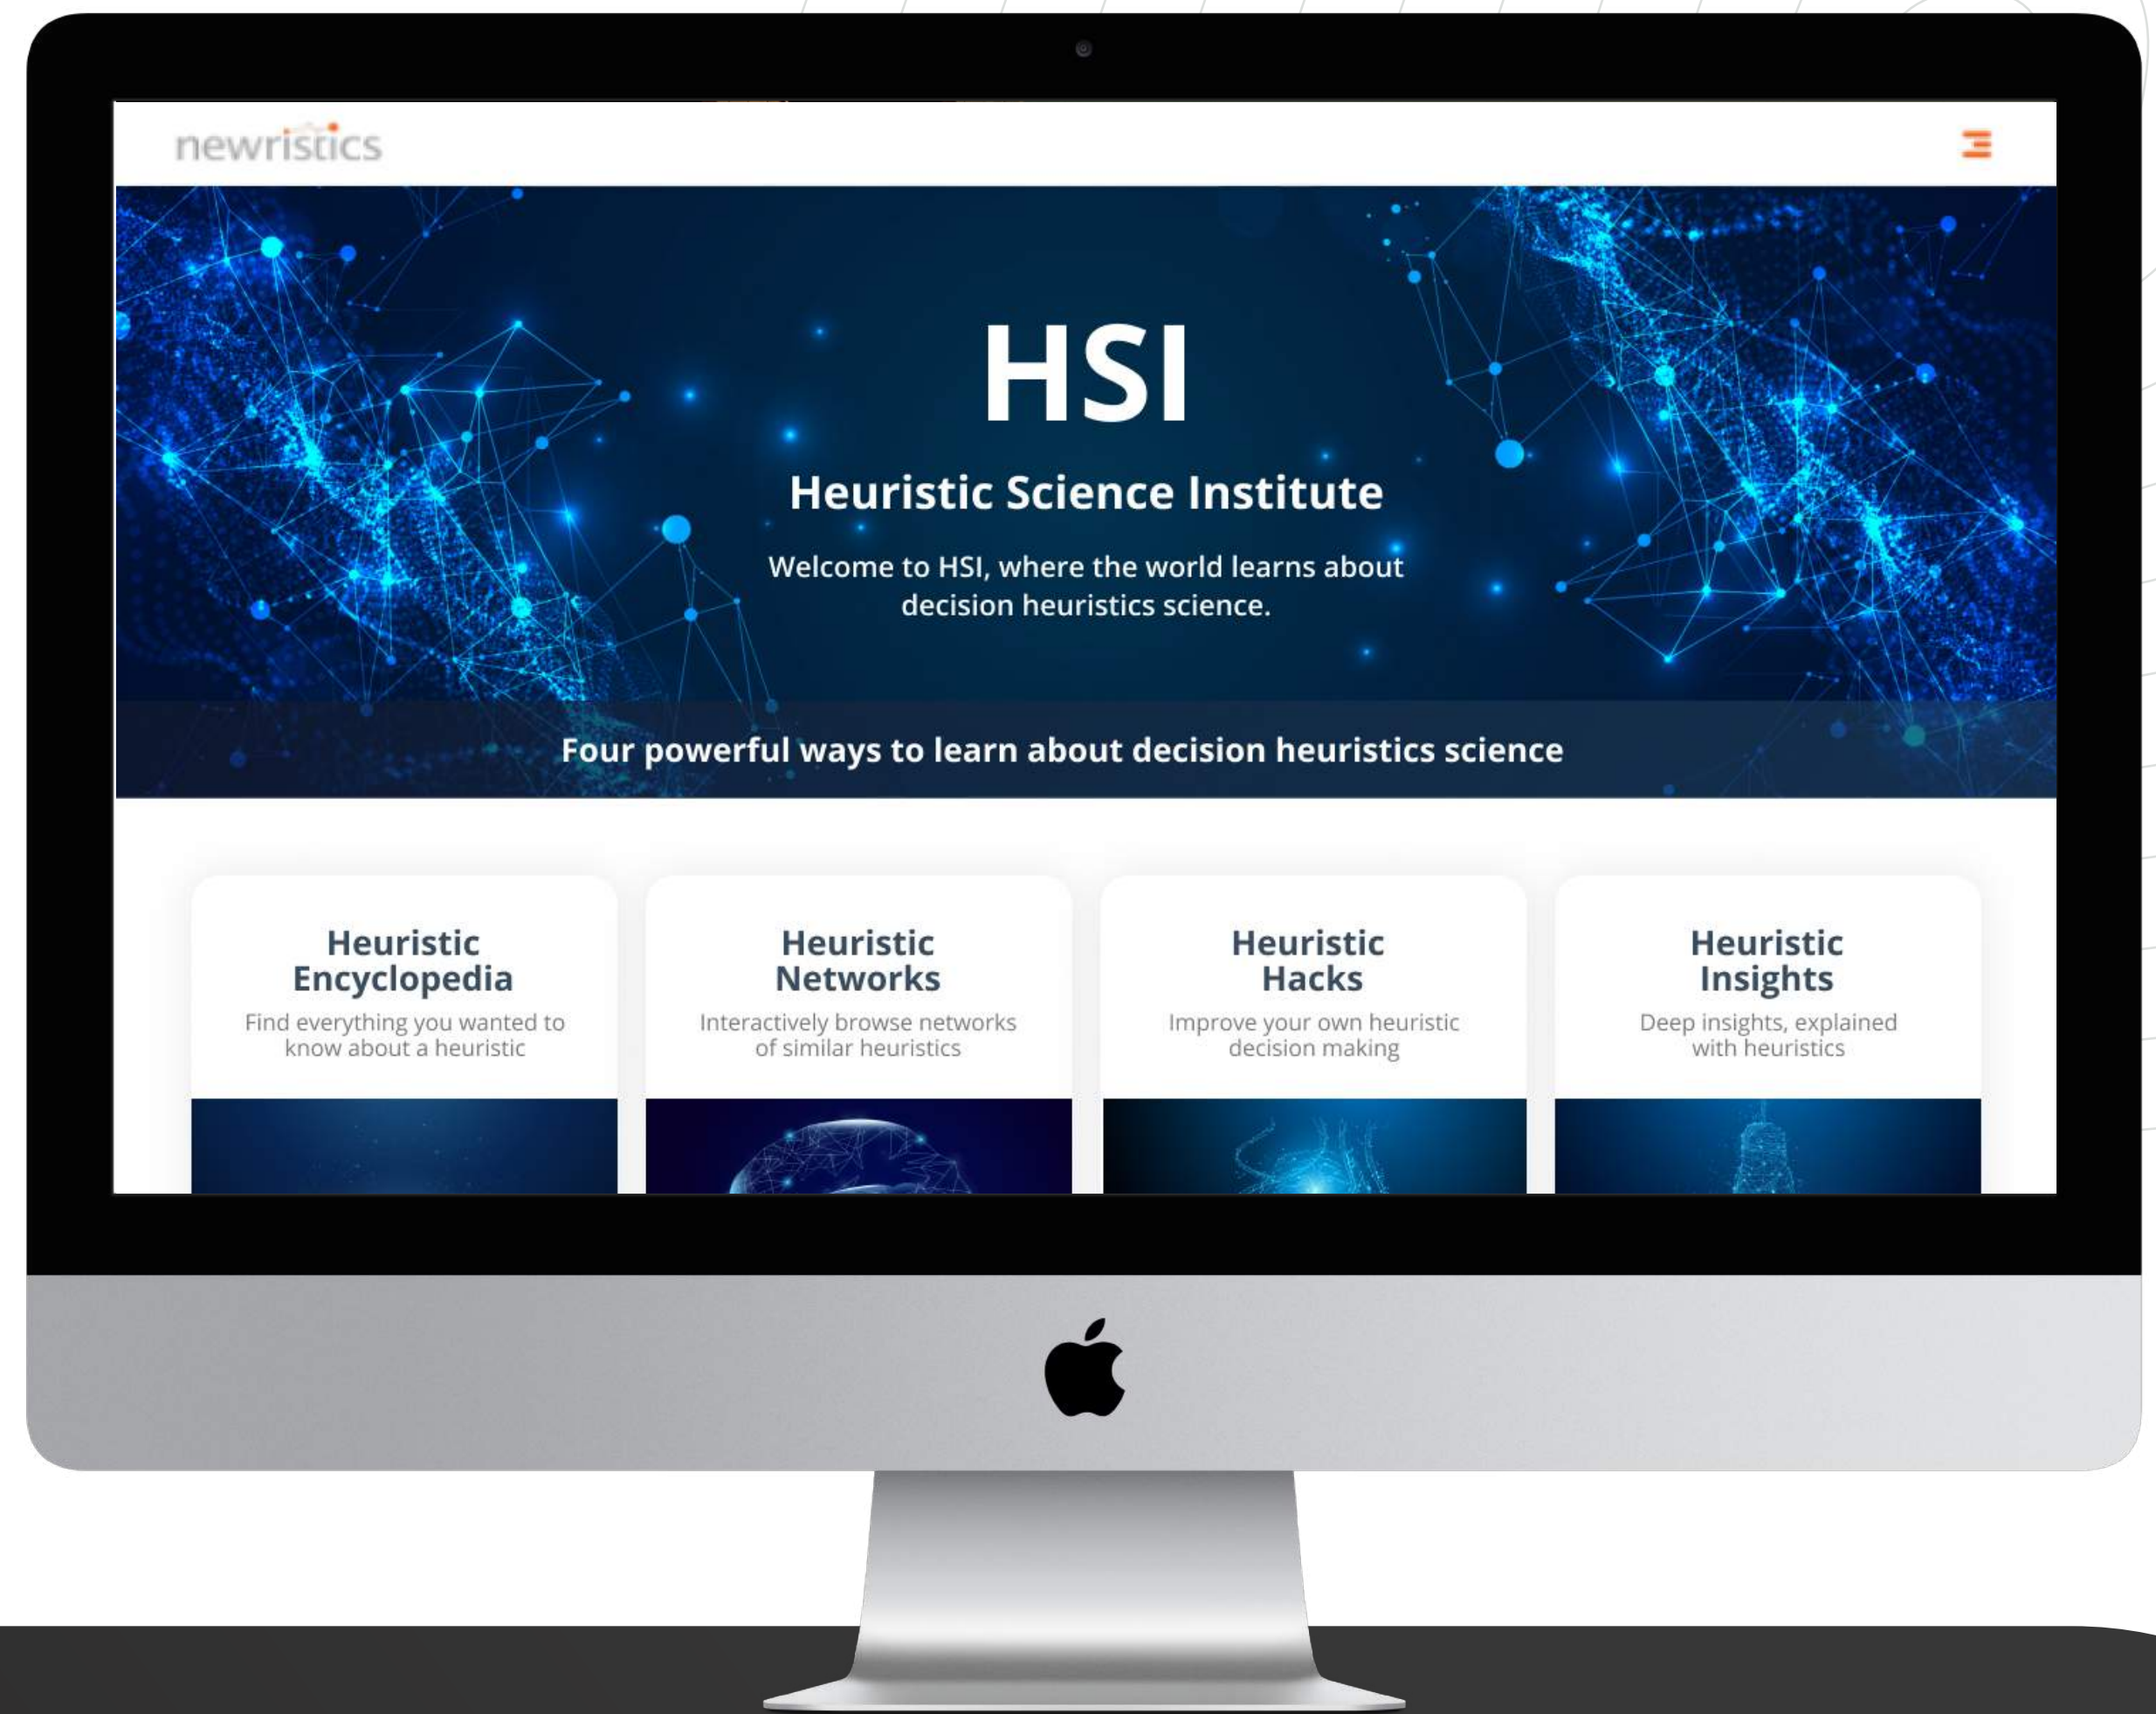 newristics
HSI
Heuristic Science Institute
Welcome to HSI, where the world learns about
decision heuristics science.
Four powerful ways to learn about decision heuristics science
Heuristic
Encyclopedia
Find everything you wanted to
know about a heuristic
Heuristic
Networks
Interactively browse networks
of similar heuristics
Heuristic
Hacks
Improve your own heuristic
decision making
Heuristic
Insights
Deep insights, explained
with heuristics